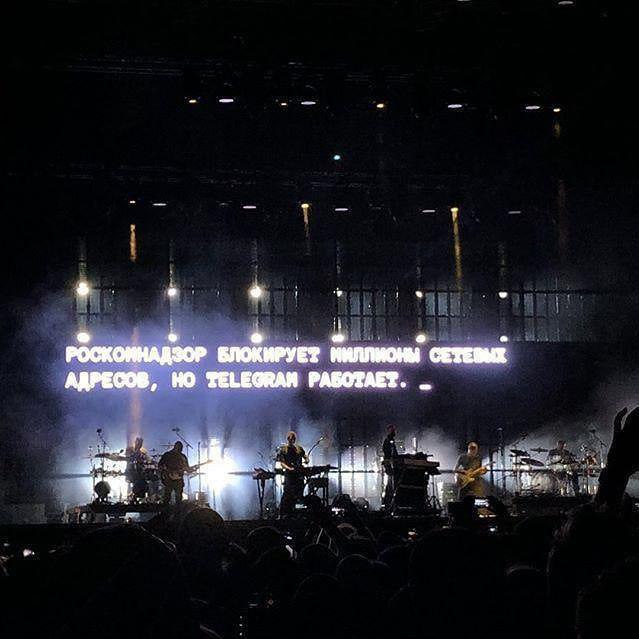 РОСКОМНАДЗОР БЛОКИРУЕТ МИЛЛИОНЫ СЕТЕВЫХ
АДРЕСОВ, НО TELEGRAM РАБОТАЕТ. _